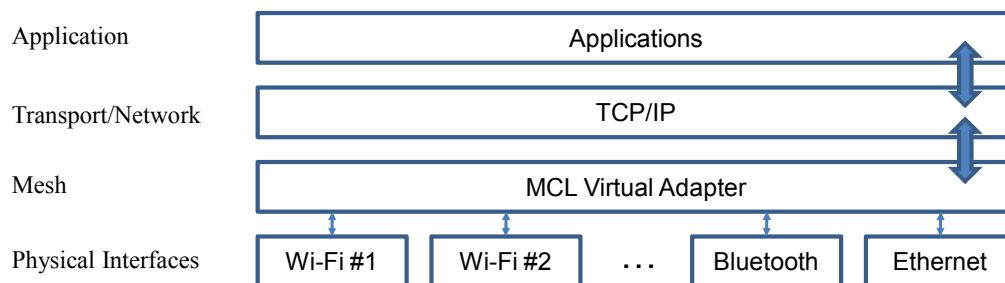 Application
Applications
Transport/Network
TCP/IP
Mesh
MCL Virtual Adapter
Physical Interfaces
Wi-Fi #1
Wi-Fi #2
...
Bluetooth
Ethernet